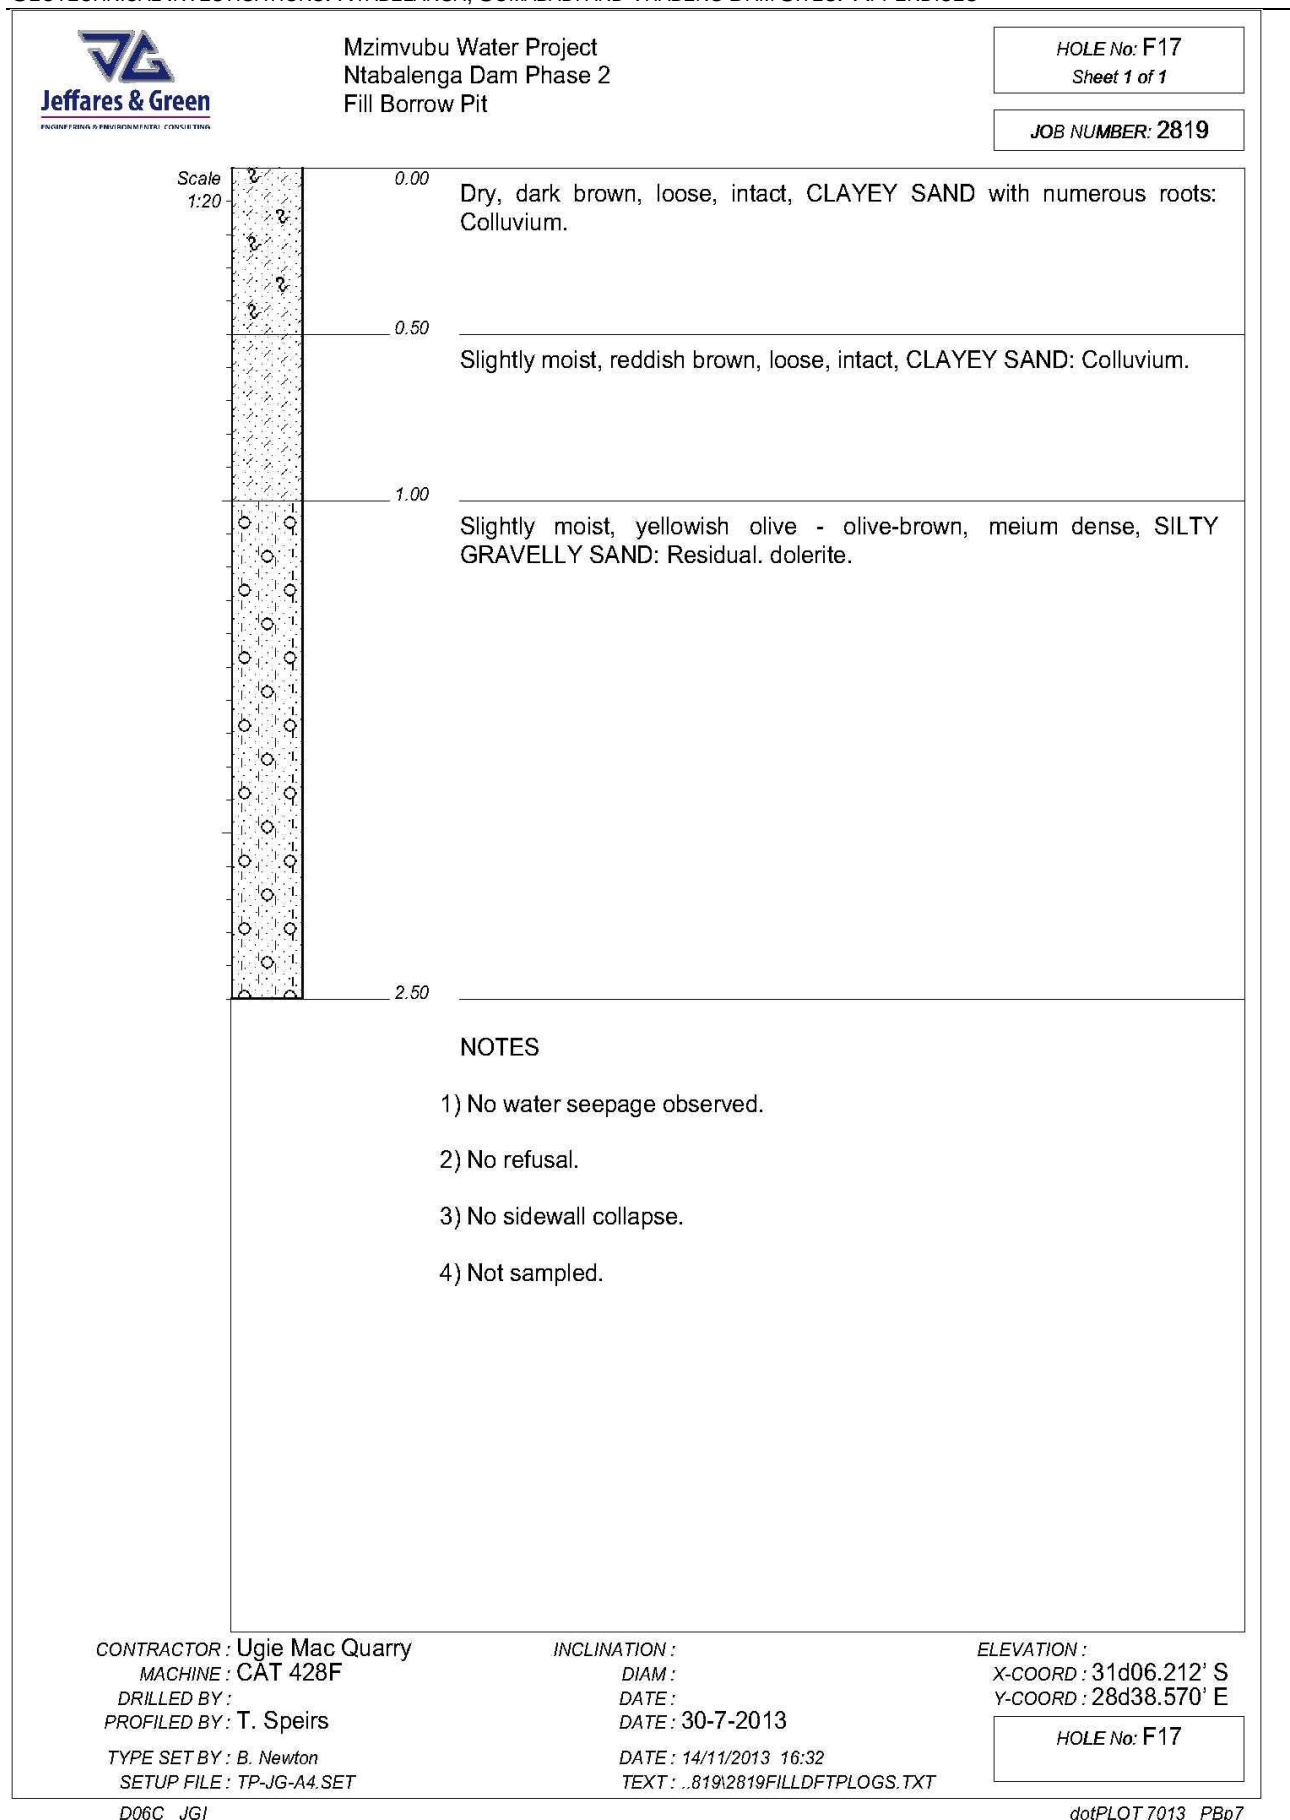 Mzimvubu Water Project
Ntabalenga Dam Phase 2
Fill Borrow Pit
HOLE No: F17
Sheet 1 of 1
JOB NUMBER: 2819
JG
Jeffares & Green
ENGINEERING & ENVIRONMENTAL CONSULTING
Scale
1:20
0.00
Dry, dark brown, loose, intact, CLAYEY SAND with numerous roots:
Colluvium.
0.50
Slightly moist, reddish brown, loose, intact, CLAYEY SAND: Colluvium.
1.00
Slightly moist, yellowish olive - olive-brown, meium dense, SILTY
GRAVELLY SAND: Residual. dolerite.
2.50
NOTES
1) No water seepage observed.
2) No refusal.
3) No sidewall collapse.
4) Not sampled.
CONTRACTOR : Ugie Mac Quarry
MACHINE : CAT 428F
DRILLED BY :
PROFILED BY : T. Speirs
TYPE SET BY : B. Newton
SETUP FILE : TP-JG-A4.SET
INCLINATION :
DIAM :
DATE :
DATE : 30-7-2013
DATE : 14/11/2013 16:32
TEXT : ..819\2819FILLDFTPLOGS.TXT
ELEVATION :
X-COORD : 31d06.212' S
Y-COORD : 28d38.570' E
HOLE No: F17
D06C JGI
dotPLOT 7013 PBp7